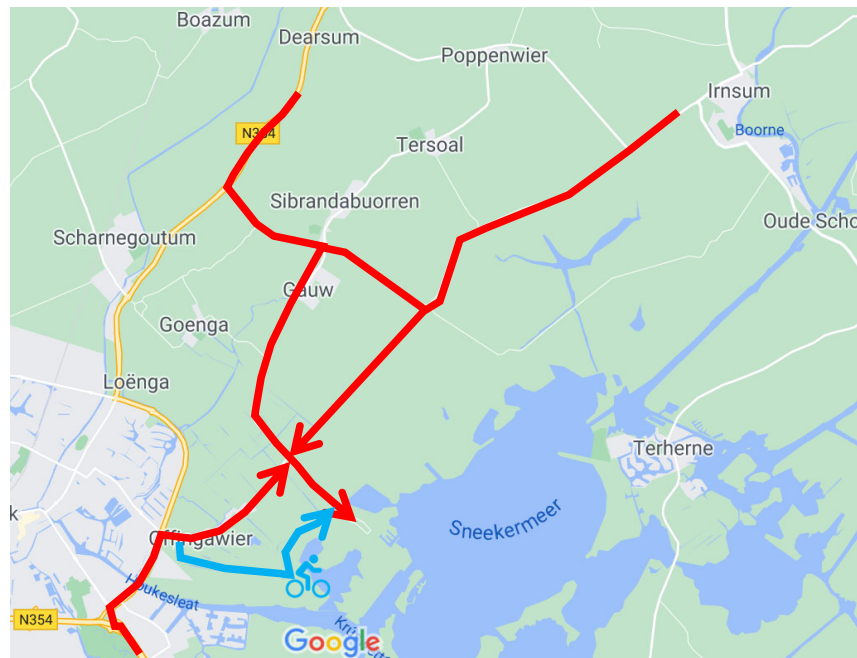 Boazum
Dearsum
Poppenwier
Irnsum
Boorne
Tersoal
Sibrandabuorren
Oude Scho
Scharnegoutum
Gauw
Goenga
Loënga
Terherne
k
Sneekermeer
Offingawier
Houkesleat
N354
Google